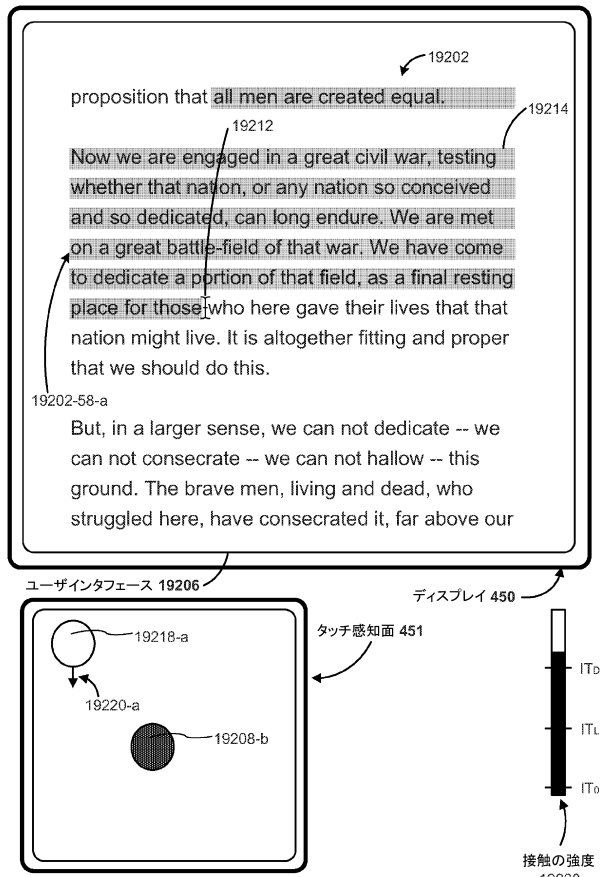 19202
proposition that all men are created equal.
19214
19212
Now we are engaged in a great civil war, testing
whether that nation, or any nation so conceived
and so dedicated, can long endure. We are met
on a great battle-field of that war. We have come
to dedicate a portion of that field, as a final resting
place for those who here gave their lives that that
nation might live. It is altogether fitting and proper
that we should do this.
19202-58-a
But, in a larger sense, we can not dedicate -- we
can not consecrate -- we can not hallow -- this
ground. The brave men, living and dead, who
struggled here, have consecrated it, far above our
ユーザインタフェース 19206
ディスプレイ 450
19218-a
タッチ感知面 451
19220-a
19208-b
ITD
ITL
IT0
接触の強度